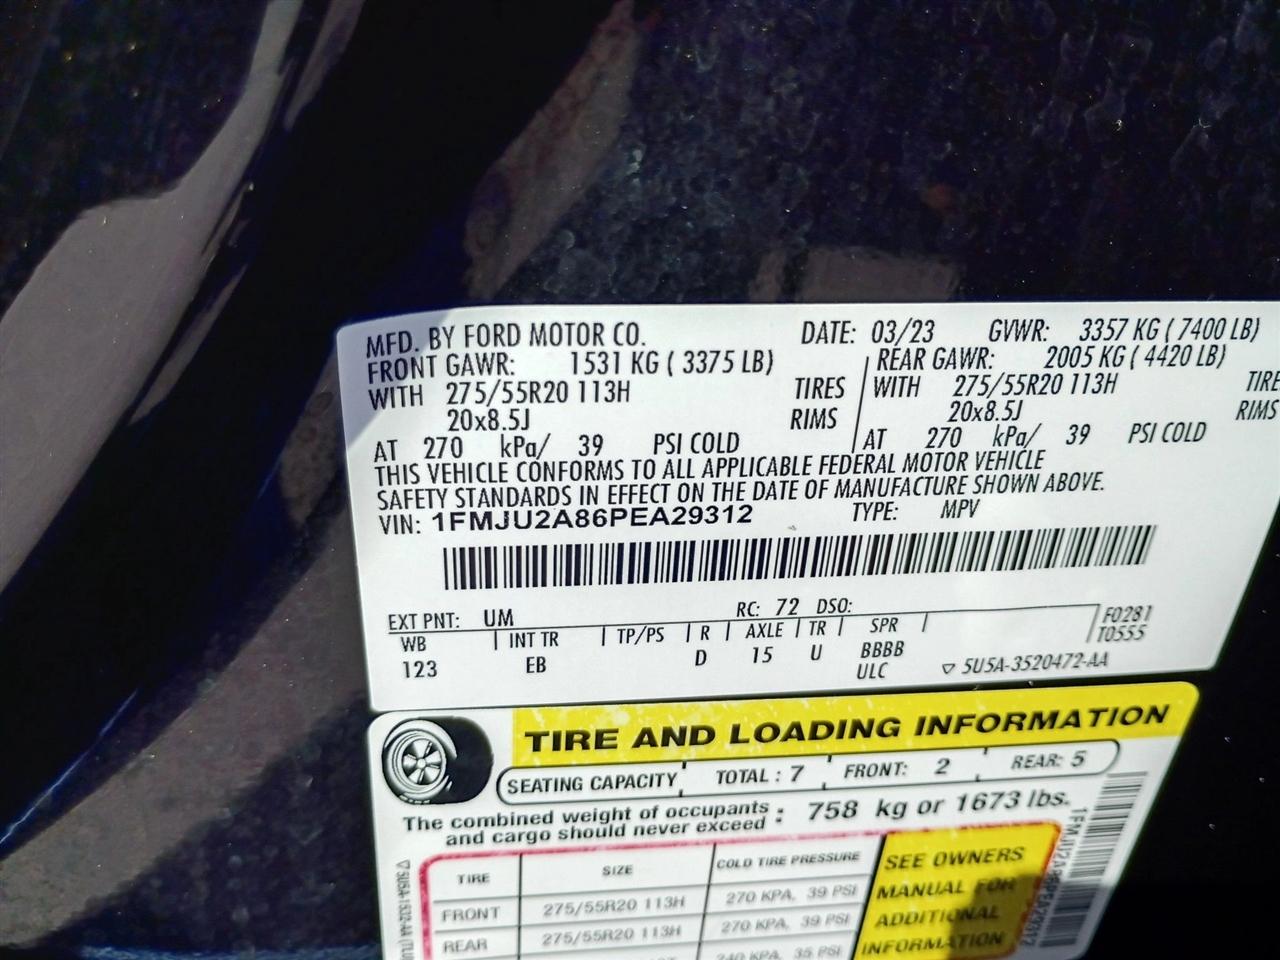 MFD. BY FORD MOTOR CO. DATE: 03/23 GVWR: 3357 KG ( 7400 LB)
FRONT GAWR: 1531 KG ( 3375 LB) REAR GAWR: 2005 KG ( 4420 LB)
WITH 275/55R20 113H TIRES WITH 275/55R20 113H TIRE
20x8.5J RIMS 20x8.5J RIMS
AT 270 kPa/ 39 PSI COLD AT 270 kPa/ 39 PSI COLD
THIS VEHICLE CONFORMS TO ALL APPLICABLE FEDERAL MOTOR VEHICLE
SAFETY STANDARDS IN EFFECT ON THE DATE OF MANUFACTURE SHOWN ABOVE.
VIN: 1FMJU2A86PEA29312 TYPE: MPV
EXT PNT: UM RC: 72 DSO:
WB INT TR TP/PS R AXLE TR SPR F0281
123 EB D 15 U BBBB T0555
ULC ▽ 5U5A-3520472-AA
TIRE AND LOADING INFORMATION
SEATING CAPACITY TOTAL : 7 FRONT: 2 REAR: 5
The combined weight of occupants
and cargo should never exceed : 758 kg or 1673 lbs.
TIRE SIZE COLD TIRE PRESSURE
FRONT 275/55R20 113H 270 KPA, 39 PSI
REAR 275/55R20 113H 270 KPA, 39 PSI
240 KPA, 35 PSI
SEE OWNERS
MANUAL FOR
ADDITIONAL
INFORMATION
1FMJU2A86PEA29312